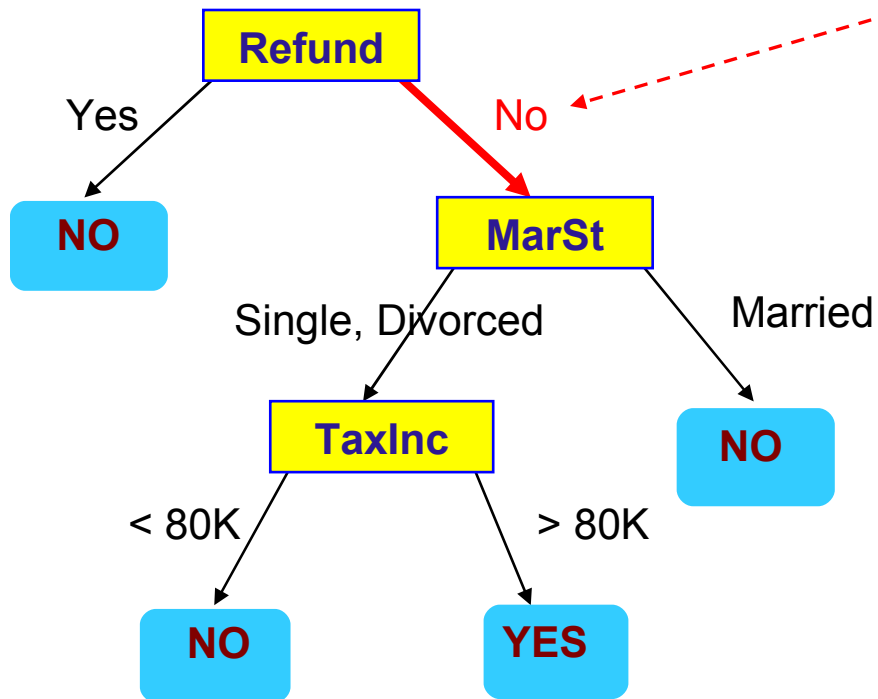 Refund
Yes
No
NO
MarSt
Single, Divorced
Married
TaxInc
NO
< 80K
> 80K
NO
YES